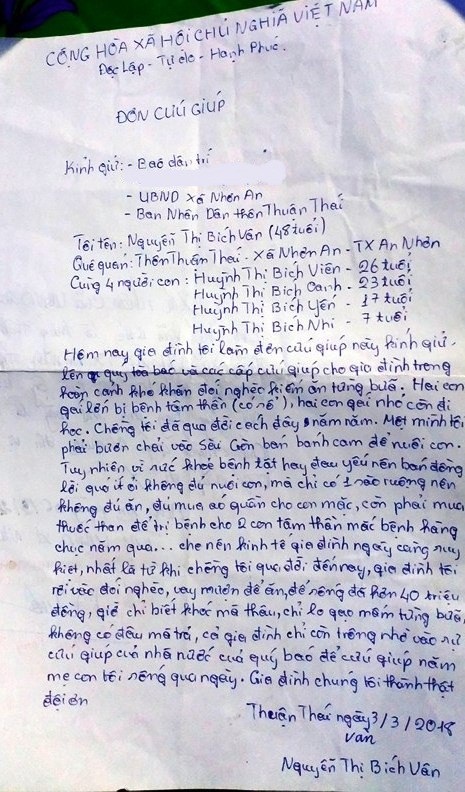 CỘNG HÒA XÃ HỘI CHỦ NGHĨA VIỆT NAM
Độc Lập - Tự do - Hạnh Phúc.
ĐƠN CỨU GIÚP
Kính gửi: - Báo dân trí
- UBND xã Nhơn An
- Ban Nhân Dân thôn Thuận Thái
Tôi tên: Nguyễn Thị Bích Vân (48 tuổi)
Quê quán: Thôn Thuận Thái - Xã Nhơn An - TX An Nhơn
Cùng 4 người con: Huỳnh Thị Bích Viên - 26 tuổi
Huỳnh Thị Bích Oanh - 23 tuổi
Huỳnh Thị Bích Yến - 17 tuổi
Huỳnh Thị Bích Nhi - 7 tuổi
Hôm nay gia đình tôi làm đơn cứu giúp này kính gửi
lên quý tòa báo và các cấp cứu giúp cho gia đình trong
hoàn cảnh khó khăn đói nghèo kiếm ăn từng bữa. Hai con
gái lớn bị bệnh tâm thần (có sổ), hai con gái nhỏ còn đi
học. Chồng tôi đã qua đời cách đây năm năm. Một mình tôi
phải buôn chải vào Sài Gòn bán bánh cam để nuôi con.
Tuy nhiên vì sức khỏe bệnh tật hay đau yếu nên bán đồng
lời quá ít ỏi không đủ nuôi con, mà chỉ có 1 sào ruộng nên
không đủ ăn, đủ mua áo quần cho con mặc, còn phải mua
thuốc than để trị bệnh cho 2 con tâm thần mắc bệnh hàng
chục năm qua... cho nên kinh tế gia đình ngày càng suy
kiệt, nhất là từ khi chồng tôi qua đời đến nay, gia đình tôi
rơi vào đói nghèo, vay mượn để ăn, để sống đã hơn 40 triệu
đồng, giờ chỉ biết khóc mà thâu, chỉ lo gạo mắm từng bữa,
không có đâu mà trả, cả gia đình chỉ còn trông nhờ vào sự
cứu giúp của nhà nước của quý báo để cứu giúp năm
mẹ con tôi sống qua ngày. Gia đình chúng tôi thành thật
đội ơn
Thuận Thái ngày 3/3/2018
Vân
Nguyễn Thị Bích Vân